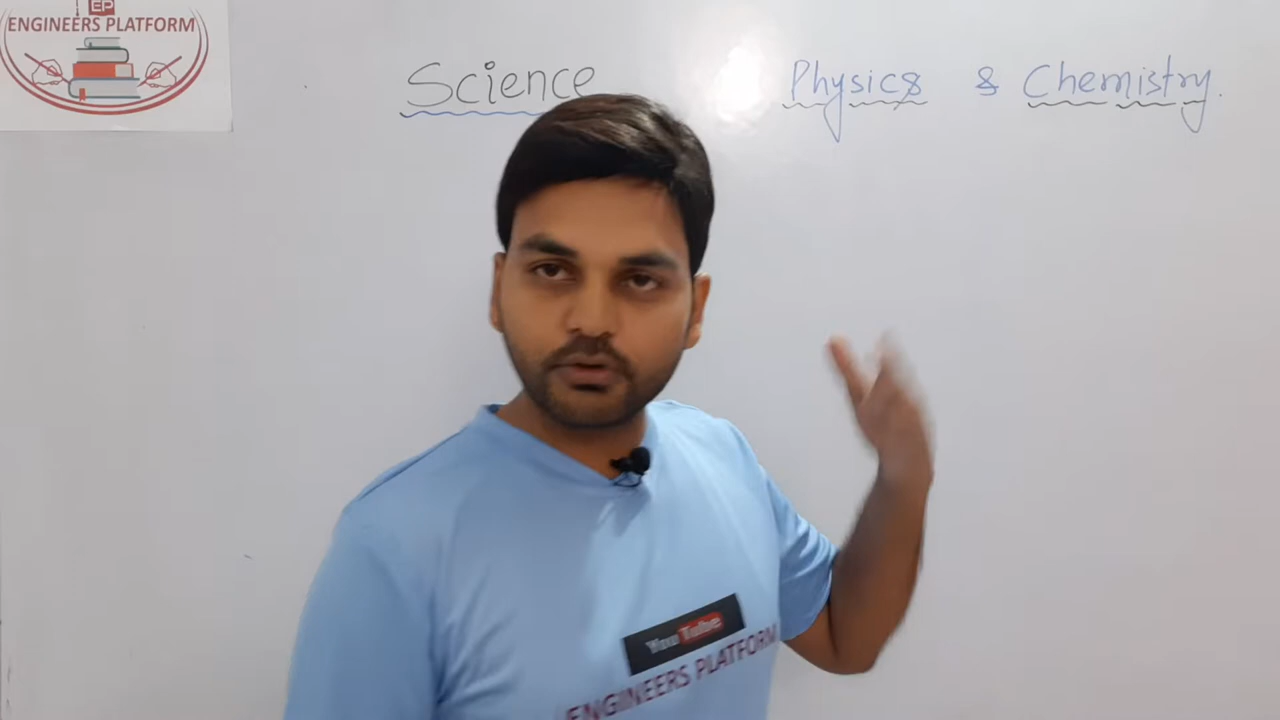 EP
ENGINEERS PLATFORM
Science Physics & Chemistry.
YouTube
ENGINEERS PLATFORM